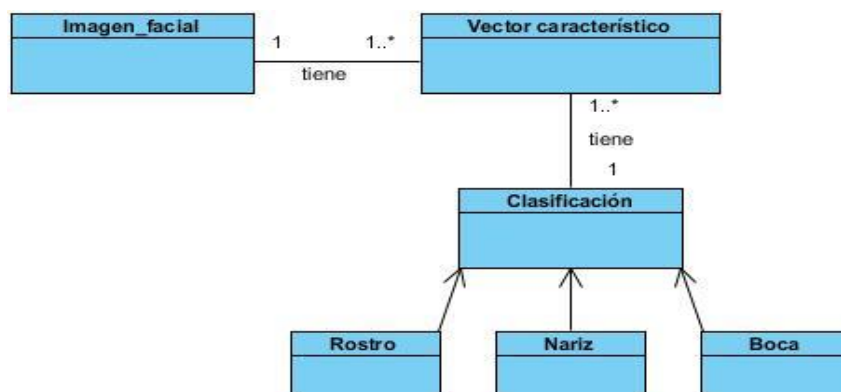 Imagen_facial
1
1..*
tiene
Vector característico
1..*
tiene
1
Clasificación
Rostro
Nariz
Boca